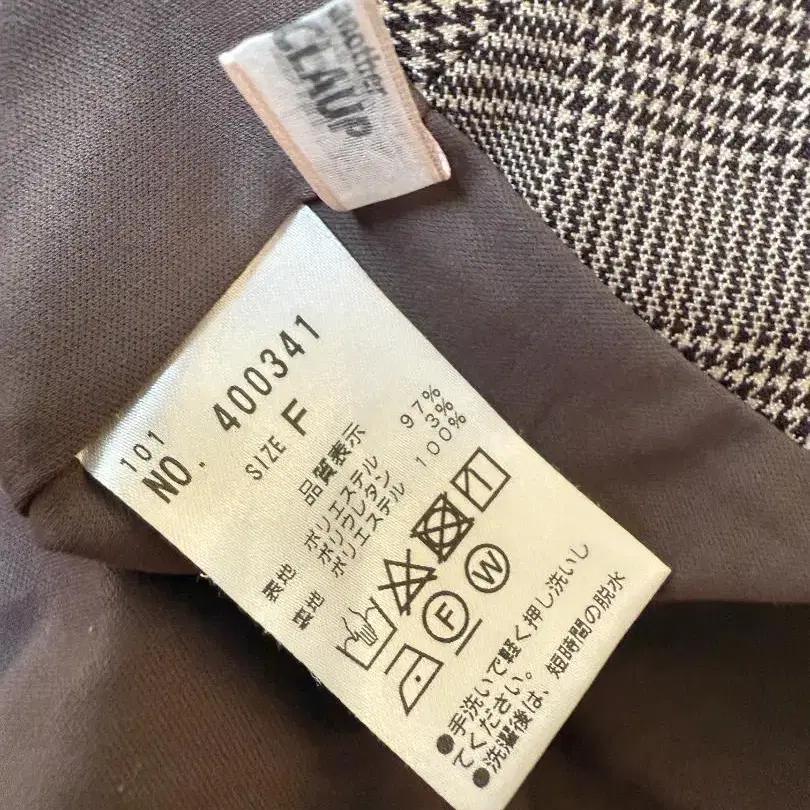 another
CLAUP
101
NO. 400341
SIZE F
品質表示
表地 ポリエステル 97%
ポリウレタン 3%
裏地 ポリエステル 100%
F W
●手洗いで軽く押し洗いし
てください。
●洗濯後は、短時間の脱水